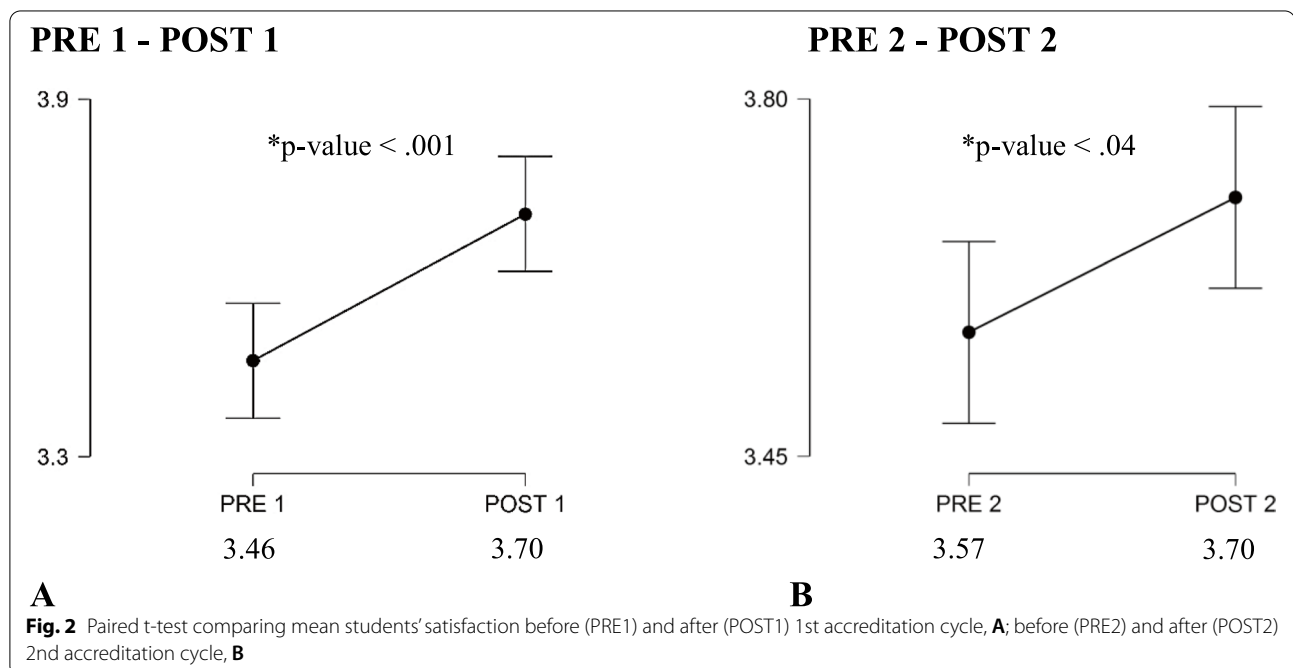 PRE 1 - POST 1
3.9
*p-value < .001
3.3
PRE 1
POST 1
3.46
3.70
A
PRE 2 - POST 2
3.80
*p-value < .04
3.45
PRE 2
POST 2
3.57
3.70
B
Fig. 2 Paired t-test comparing mean students' satisfaction before (PRE1) and after (POST1) 1st accreditation cycle, A; before (PRE2) and after (POST2)
2nd accreditation cycle, B